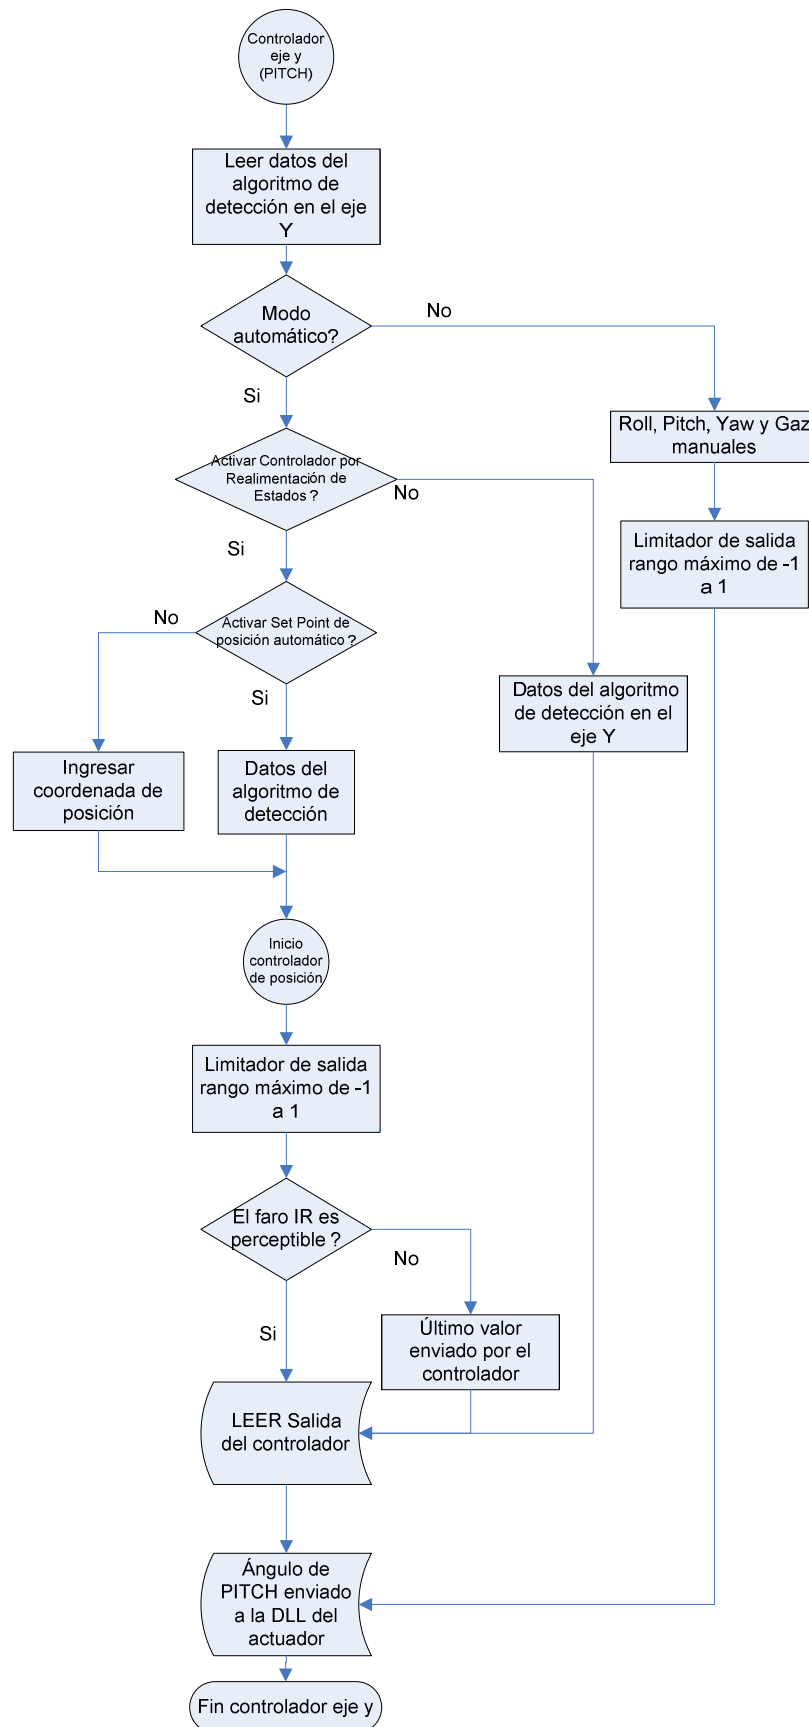 Controlador
eje y
(PITCH)
Leer datos del
algoritmo de
detección en el eje
Y
Modo
automático?
No
Si
Roll, Pitch, Yaw y Gaz
manuales
Activar Controlador por
Realimentación de
Estados ?
No
Si
Limitador de salida
rango máximo de -1
a 1
Activar Set Point de
posición automático ?
No
Si
Datos del algoritmo
de detección en el
eje Y
Ingresar
coordenada de
posición
Datos del
algoritmo de
detección
Inicio
controlador
de posición
Limitador de salida
rango máximo de -1
a 1
El faro IR es
perceptible ?
No
Si
Último valor
enviado por el
controlador
LEER Salida
del controlador
Ángulo de
PITCH enviado
a la DLL del
actuador
Fin controlador eje y